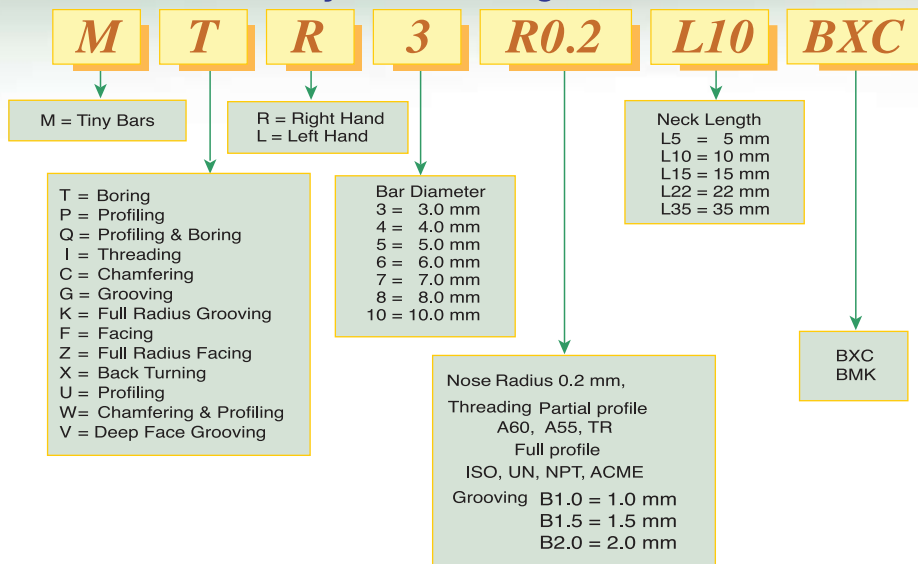 M T R 3 R0.2 L10 BXC
M = Tiny Bars
T = Boring
P = Profiling
Q = Profiling & Boring
I = Threading
C = Chamfering
G = Grooving
K = Full Radius Grooving
F = Facing
Z = Full Radius Facing
X = Back Turning
U = Profiling
W= Chamfering & Profiling
V = Deep Face Grooving
R = Right Hand
L = Left Hand
Bar Diameter
3 = 3.0 mm
4 = 4.0 mm
5 = 5.0 mm
6 = 6.0 mm
7 = 7.0 mm
8 = 8.0 mm
10 = 10.0 mm
Nose Radius 0.2 mm,
Threading Partial profile
A60, A55, TR
Full profile
ISO, UN, NPT, ACME
Grooving B1.0 = 1.0 mm
B1.5 = 1.5 mm
B2.0 = 2.0 mm
Neck Length
L5 = 5 mm
L10 = 10 mm
L15 = 15 mm
L22 = 22 mm
L35 = 35 mm
BXC
BMK